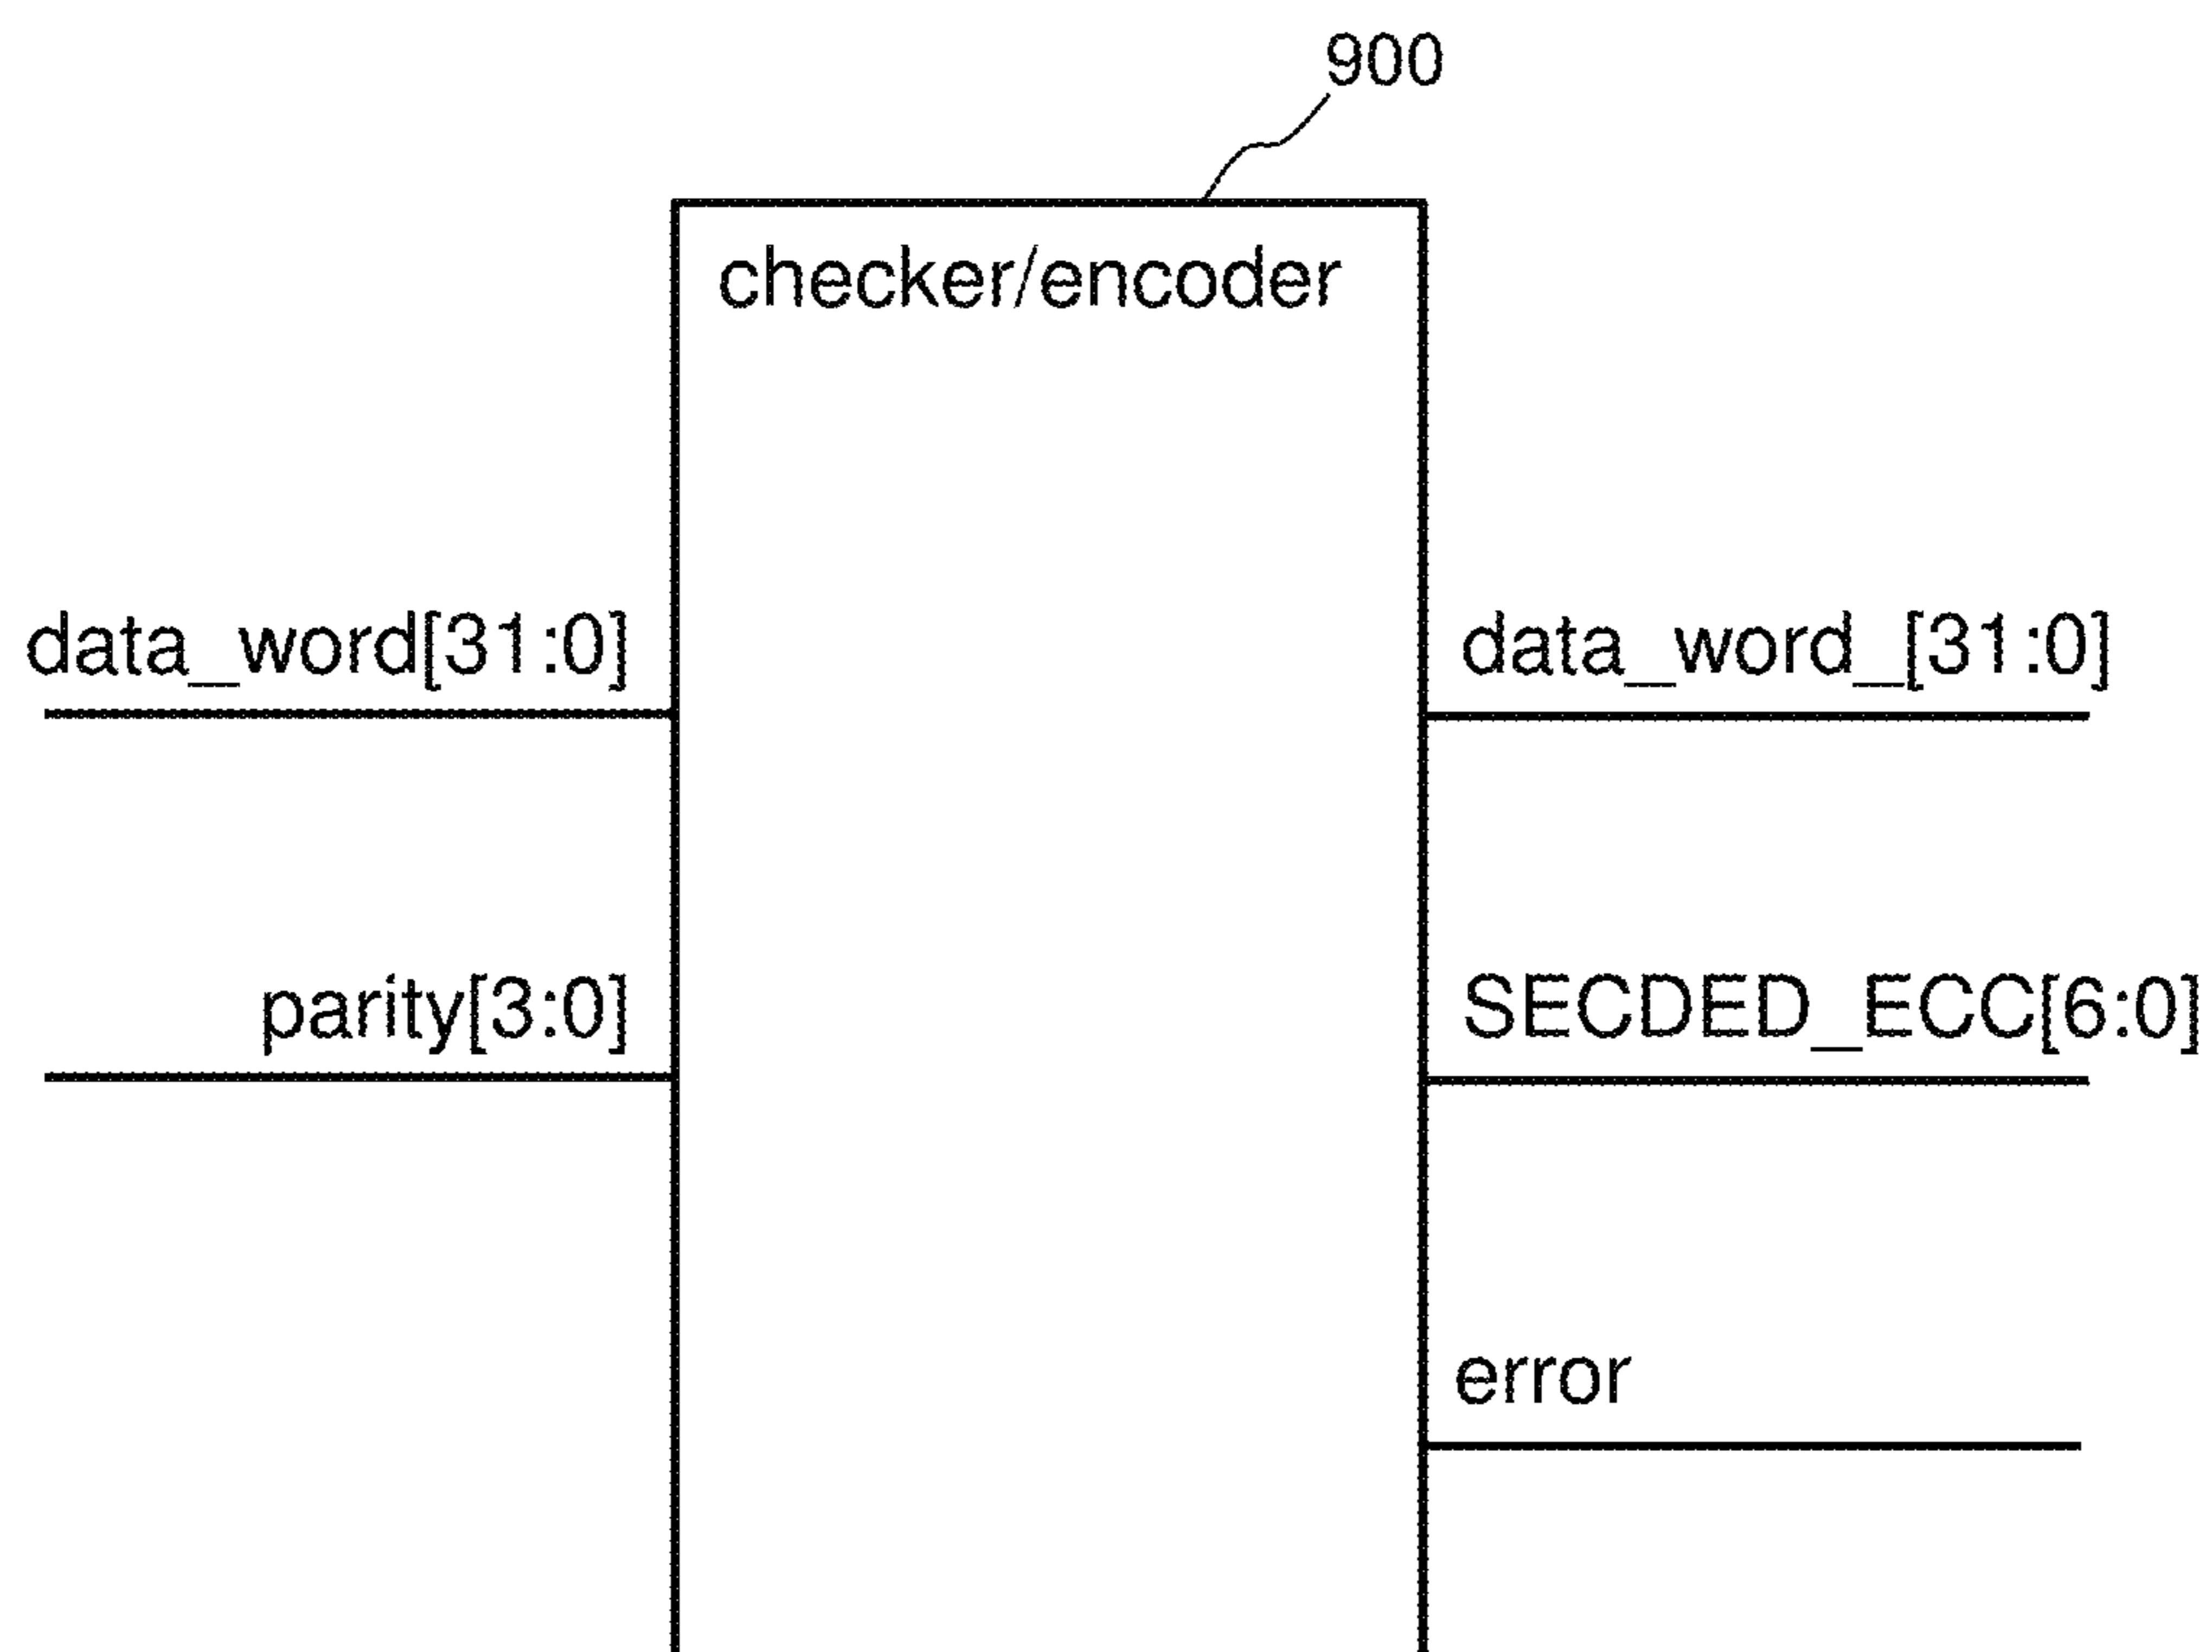 900
checker/encoder
data_word[31:0]
data_word_[31:0]
parity[3:0]
SECDED_ECC[6:0]
error